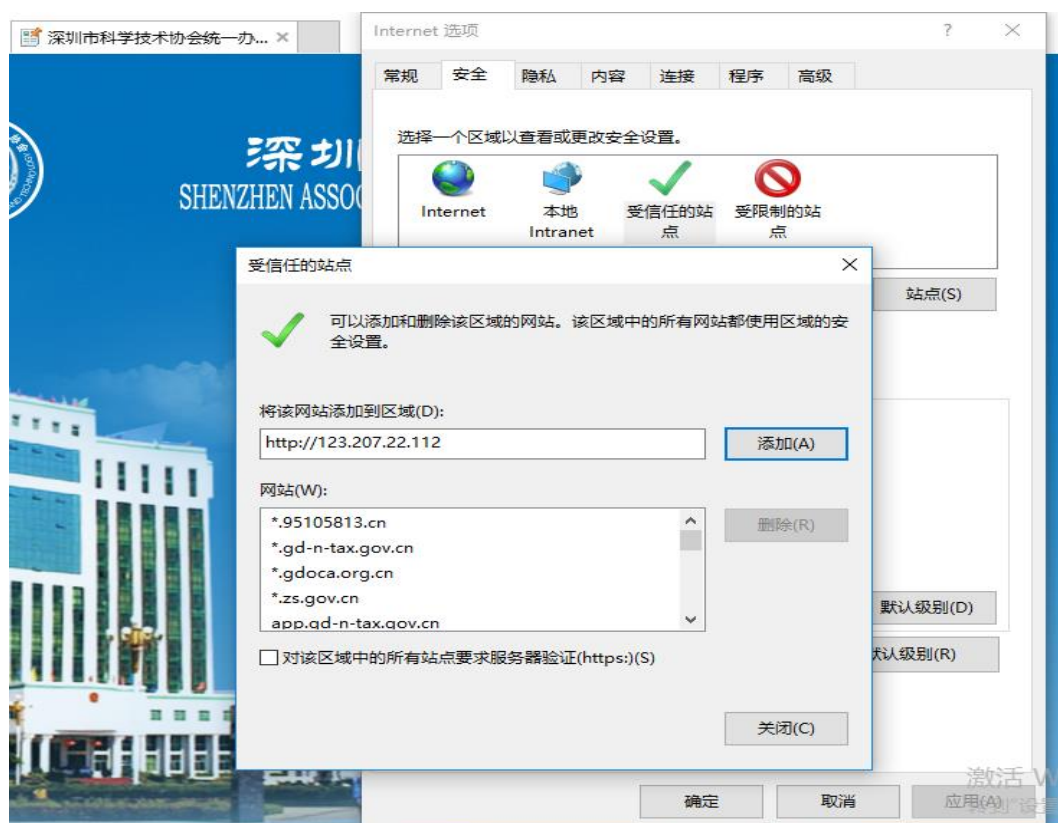 深圳市科学技术协会统一办...
Internet 选项
常规 安全 隐私 内容 连接 程序 高级
选择一个区域以查看或更改安全设置。
Internet
本地
Intranet
受信任的站
点
受限制的站
点
深圳
SHENZHEN ASSOC
站点(S)
受信任的站点
可以添加和删除该区域的网站。该区域中的所有网站都使用区域的安
全设置。
将该网站添加到区域(D):
http://123.207.22.112
添加(A)
网站(W):
*.95105813.cn
*.gd-n-tax.gov.cn
*.gdoca.org.cn
*.zs.gov.cn
app.gd-n-tax.gov.cn
删除(R)
对该区域中的所有站点要求服务器验证(https:)(S)
关闭(C)
默认级别(D)
认级别(R)
确定
取消
应用(A)
激活 W